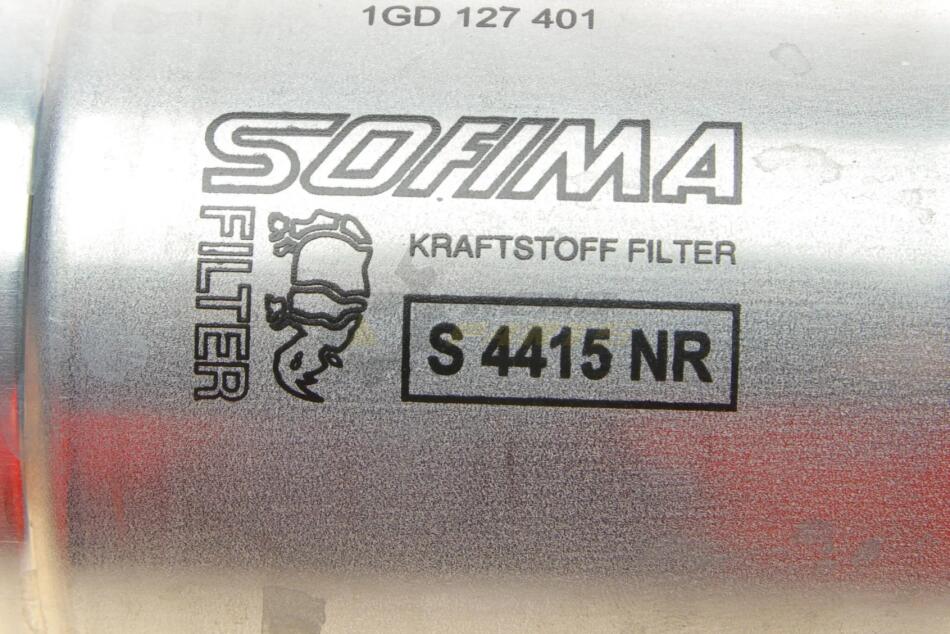 1GD 127 401
SOFIMA
FILTER
KRAFTSTOFF FILTER
S 4415 NR